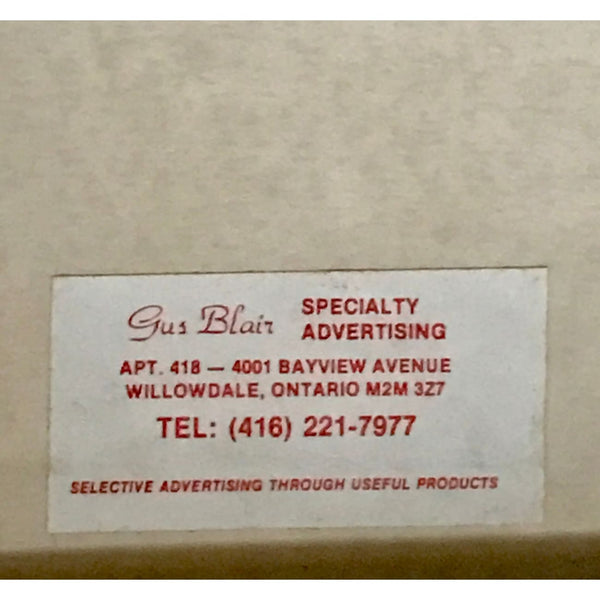 Gus Blair SPECIALTY ADVERTISING
APT. 418 — 4001 BAYVIEW AVENUE
WILLOWDALE, ONTARIO M2M 3Z7
TEL: (416) 221-7977
SELECTIVE ADVERTISING THROUGH USEFUL PRODUCTS